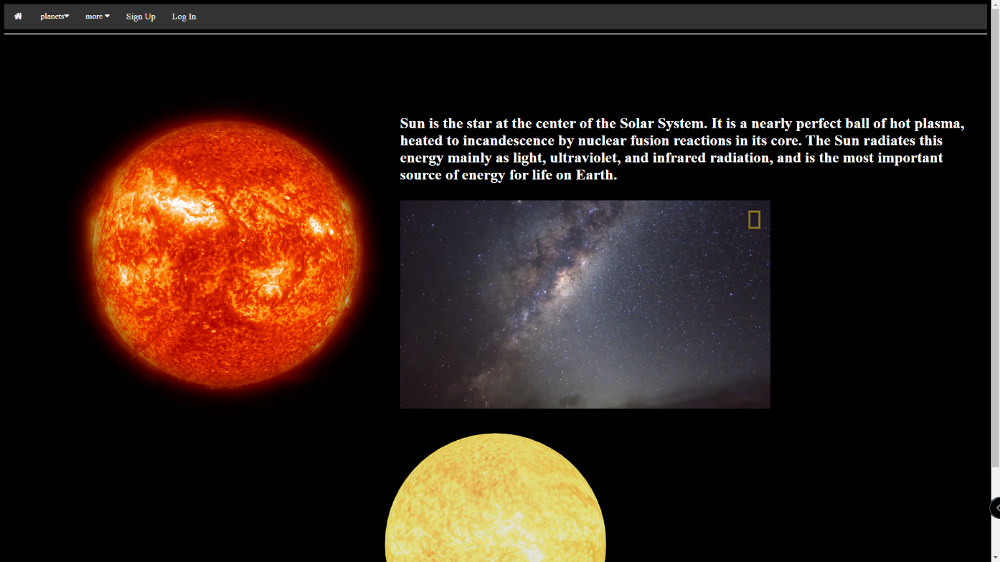 planets
more
Sign Up
Log In
Sun is the star at the center of the Solar System. It is a nearly perfect ball of hot plasma,
heated to incandescence by nuclear fusion reactions in its core. The Sun radiates this
energy mainly as light, ultraviolet, and infrared radiation, and is the most important
source of energy for life on Earth.